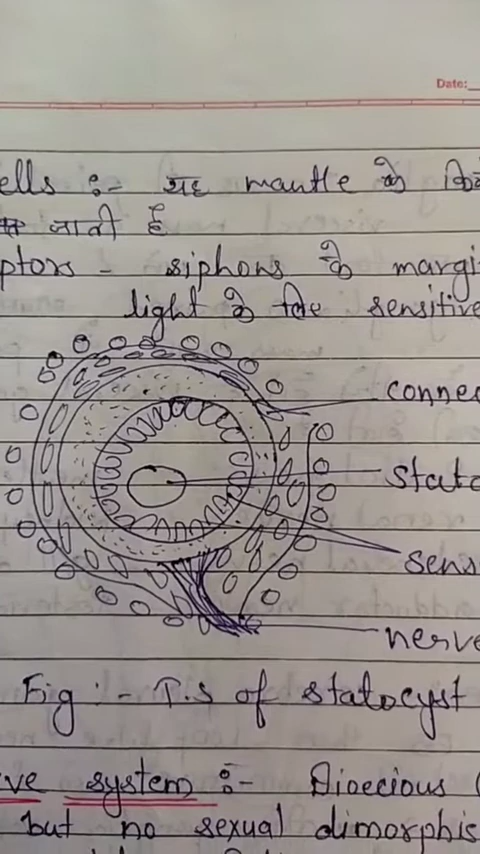 Date:
ells :- यह mantle के कि
जाती है
ptors - siphons के margi
light के sensitive
connec
stato
sens
nerve
Fig :- T.S of statocyst
ve system :- Dioecious (
but no sexual dimorphis